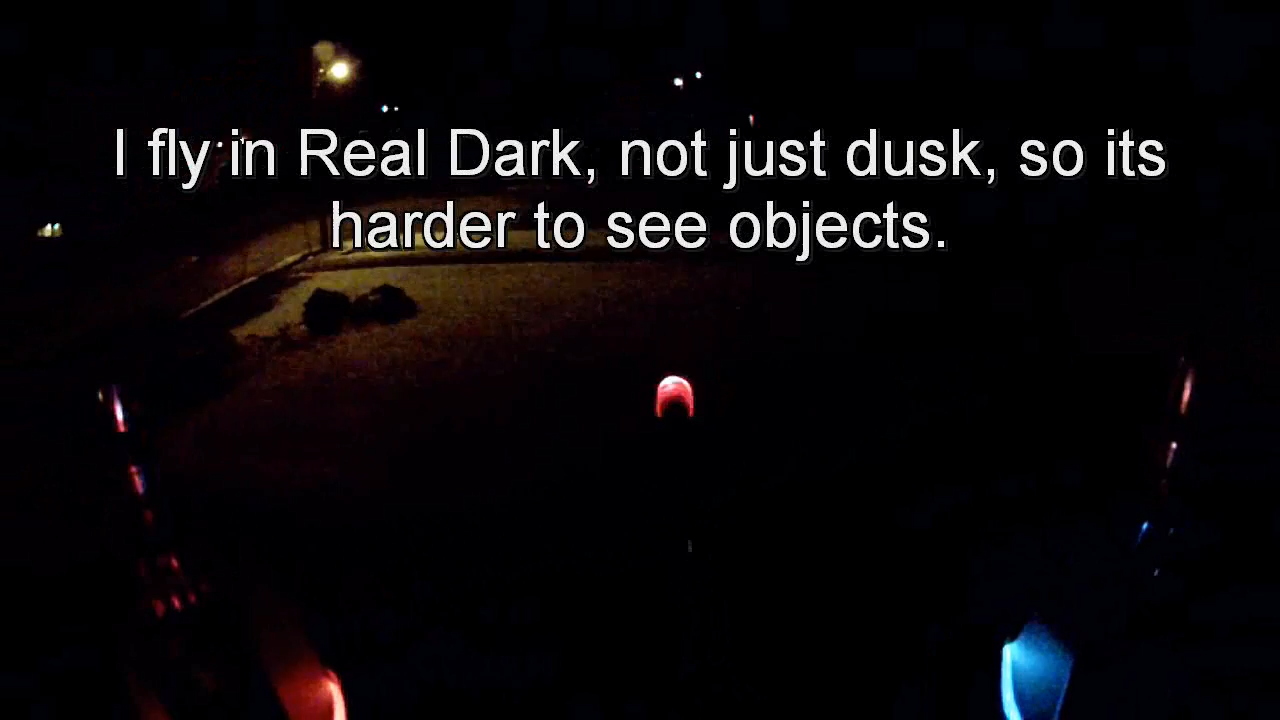 I fly in Real Dark, not just dusk, so its
harder to see objects.